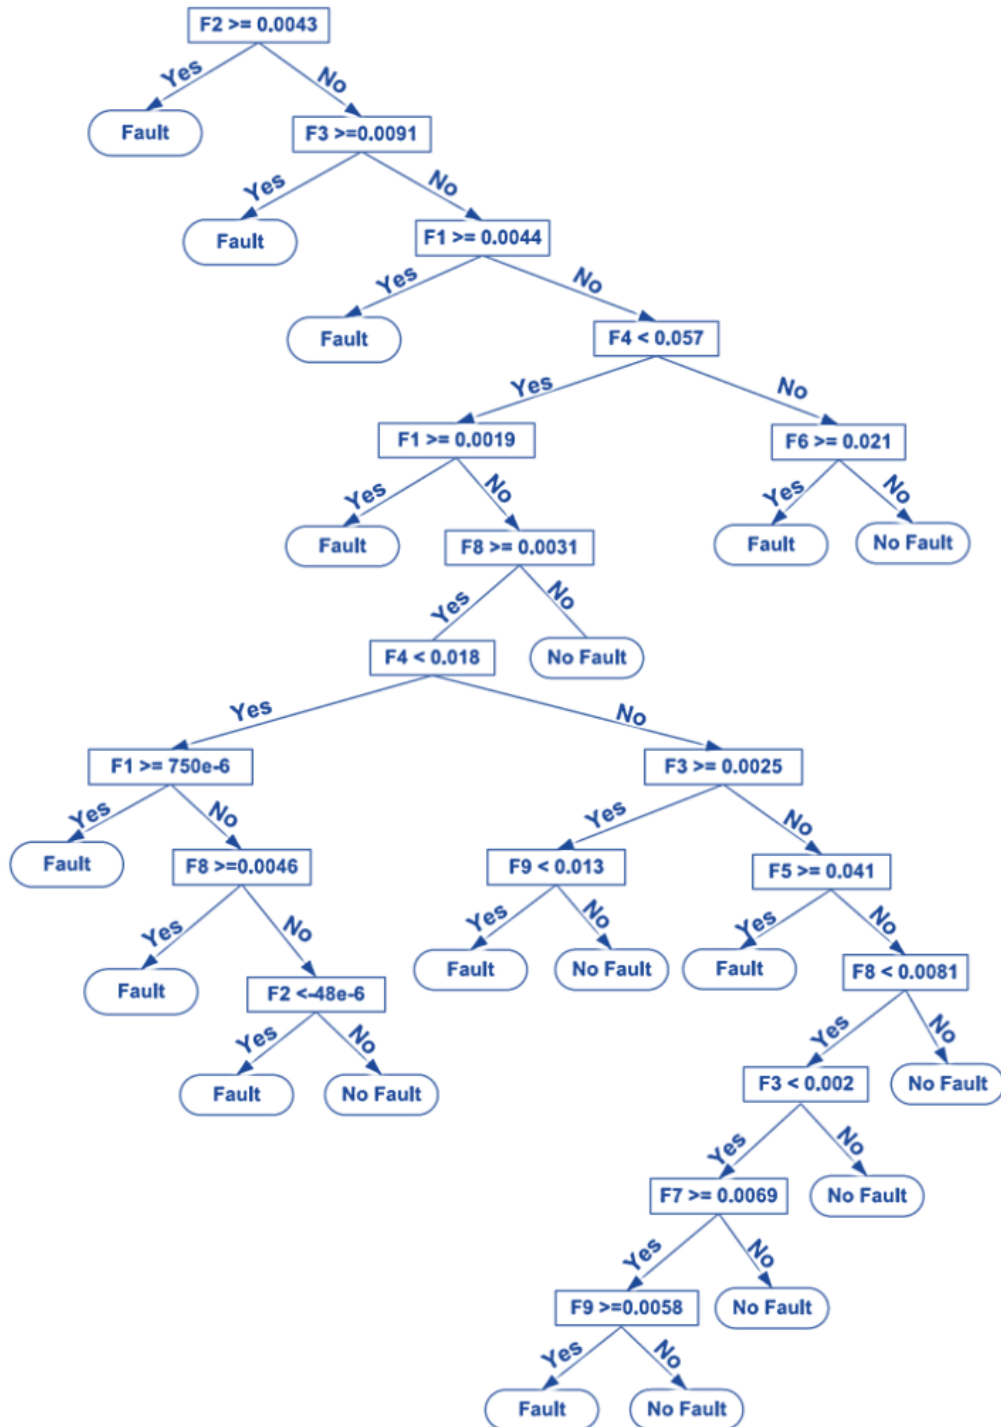 F2 >= 0.0043
Yes
No
Fault
F3 >=0.0091
Yes
No
Fault
F1 >= 0.0044
Yes
No
Fault
F4 < 0.057
Yes
No
F1 >= 0.0019
F6 >= 0.021
Yes
No
Yes
No
Fault
F8 >= 0.0031
Fault
No Fault
Yes
No
F4 < 0.018
No Fault
Yes
No
F1 >= 750e-6
F3 >= 0.0025
Yes
No
Yes
No
Fault
F8 >=0.0046
F9 < 0.013
F5 >= 0.041
Yes
No
Yes
No
Yes
No
Fault
F2 <-48e-6
Fault
No Fault
Fault
F8 < 0.0081
Yes
No
Yes
No
Fault
No Fault
F3 < 0.002
No Fault
Yes
No
F7 >= 0.0069
No Fault
Yes
No
F9 >=0.0058
No Fault
Yes
No
Fault
No Fault